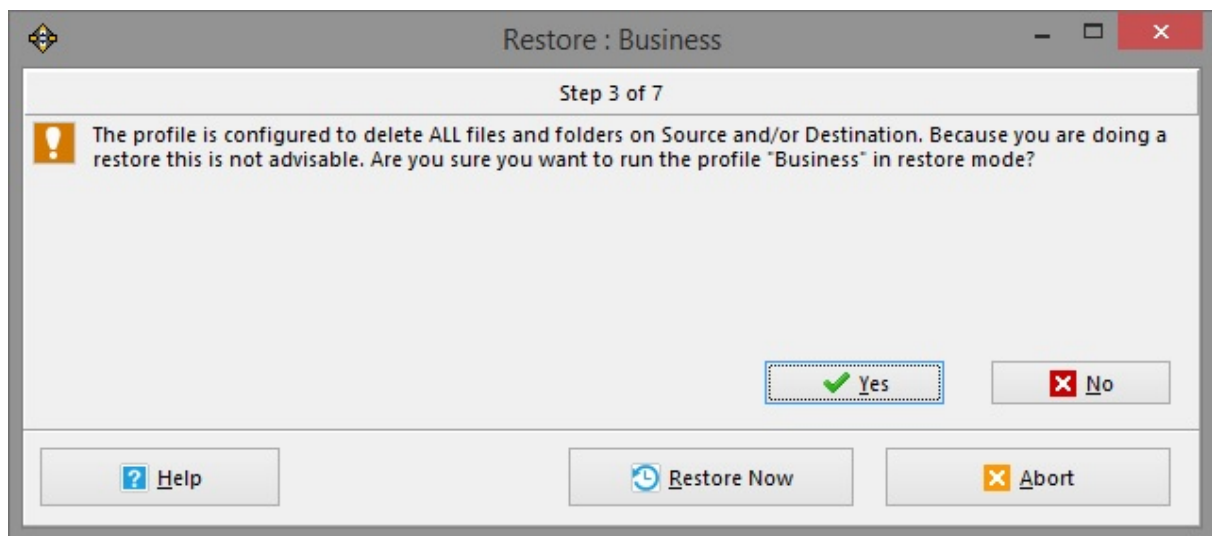 Restore : Business
Step 3 of 7
The profile is configured to delete ALL files and folders on Source and/or Destination. Because you are doing a
restore this is not advisable. Are you sure you want to run the profile "Business" in restore mode?
Yes
No
Help
Restore Now
Abort